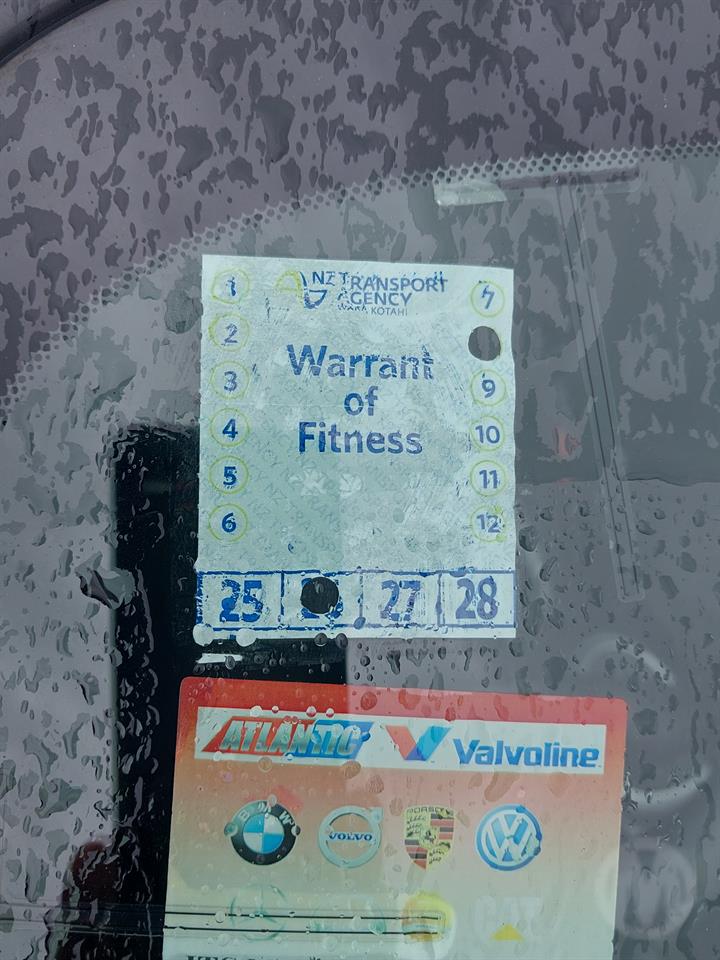 NZ TRANSPORT
AGENCY
WAKA KOTAHI
1
2
3
4
5
6
7
9
10
11
12
Warrant
of
Fitness
25 27 28
ATLANTIC Valvoline
BMW VOLVO PORSCHE
CAT